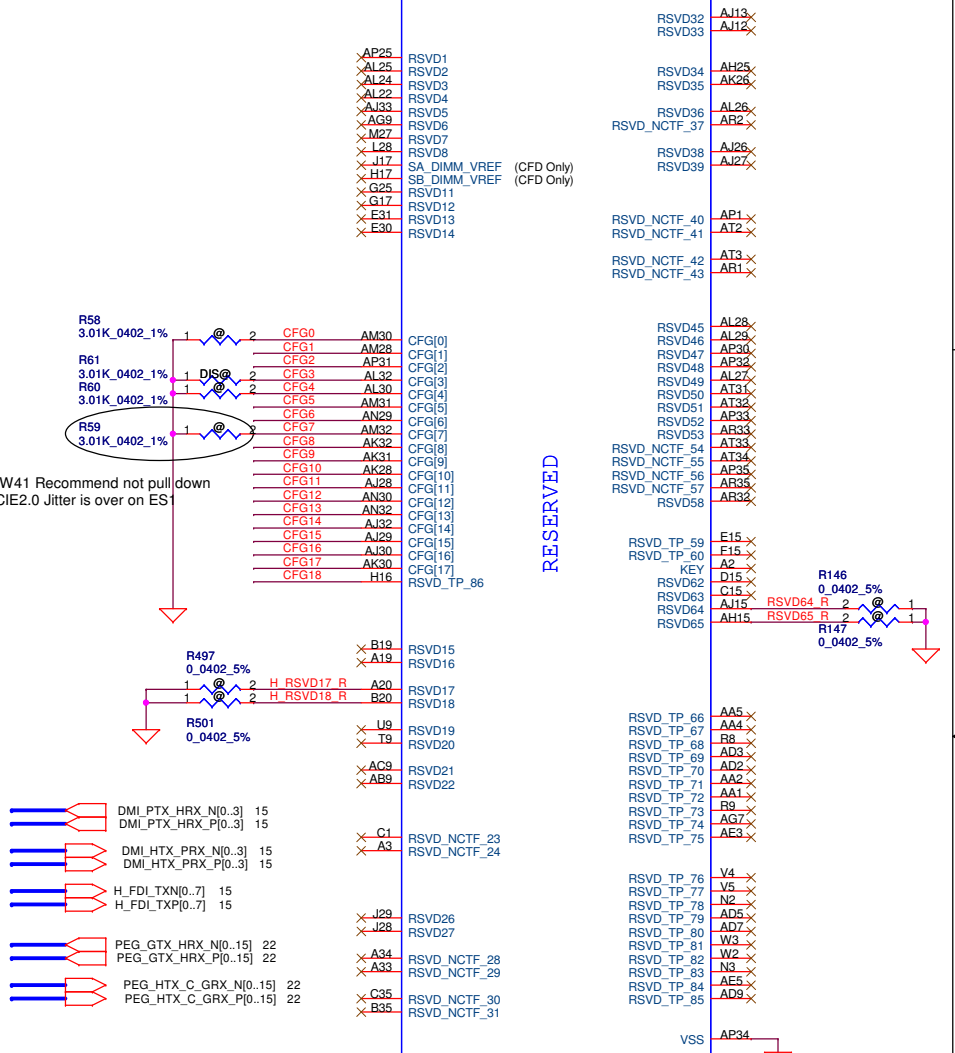 AP25 RSVD1
AL25 RSVD2
AL24 RSVD3
AL22 RSVD4
AJ33 RSVD5
AG9 RSVD6
M27 RSVD7
L28 RSVD8
J17 SA_DIMM_VREF (CFD Only)
H17 SB_DIMM_VREF (CFD Only)
G25 RSVD11
G17 RSVD12
E31 RSVD13
E30 RSVD14
R58
3.01K_0402_1% 1 @ 2 CFG0 AM30 CFG[0]
CFG1 AM28 CFG[1]
R61
CFG2 AP31 CFG[2]
3.01K_0402_1% 1 DIS@ 2 CFG3 AL32 CFG[3]
R60
3.01K_0402_1% 1 @ 2 CFG4 AL30 CFG[4]
CFG5 AM31 CFG[5]
CFG6 AN29 CFG[6]
R59
3.01K_0402_1% 1 @ 2 CFG7 AM32 CFG[7]
CFG8 AK32 CFG[8]
CFG9 AK31 CFG[9]
CFG10 AK28 CFG[10]
CFG11 AJ28 CFG[11]
CFG12 AN30 CFG[12]
CFG13 AN32 CFG[13]
CFG14 AJ32 CFG[14]
CFG15 AJ29 CFG[15]
CFG16 AJ30 CFG[16]
CFG17 AK30 CFG[17]
CFG18 H16 RSVD_TP_86
W41 Recommend not pull down
CIE2.0 Jitter is over on ES1
B19 RSVD15
A19 RSVD16
R497
0_0402_5%
1 @ 2 H_RSVD17_R A20 RSVD17
1 @ 2 H_RSVD18_R B20 RSVD18
R501
0_0402_5%
U9 RSVD19
T9 RSVD20
AC9 RSVD21
AB9 RSVD22
C1 RSVD_NCTF_23
A3 RSVD_NCTF_24
J29 RSVD26
J28 RSVD27
A34 RSVD_NCTF_28
A33 RSVD_NCTF_29
C35 RSVD_NCTF_30
B35 RSVD_NCTF_31
DMI_PTX_HRX_N[0..3] 15
DMI_PTX_HRX_P[0..3] 15
DMI_HTX_PRX_N[0..3] 15
DMI_HTX_PRX_P[0..3] 15
H_FDI_TXN[0..7] 15
H_FDI_TXP[0..7] 15
PEG_GTX_HRX_N[0..15] 22
PEG_GTX_HRX_P[0..15] 22
PEG_HTX_C_GRX_N[0..15] 22
PEG_HTX_C_GRX_P[0..15] 22
RESERVED
RSVD32 AJ13
RSVD33 AJ12
RSVD34 AH25
RSVD35 AK26
RSVD36 AL26
RSVD_NCTF_37 AR2
RSVD38 AJ26
RSVD39 AJ27
RSVD_NCTF_40 AP1
RSVD_NCTF_41 AT2
RSVD_NCTF_42 AT3
RSVD_NCTF_43 AR1
RSVD45 AL28
RSVD46 AL29
RSVD47 AP30
RSVD48 AP32
RSVD49 AL27
RSVD50 AT31
RSVD51 AT32
RSVD52 AP33
RSVD53 AR33
RSVD_NCTF_54 AT33
RSVD_NCTF_55 AT34
RSVD_NCTF_56 AP35
RSVD_NCTF_57 AR35
RSVD58 AR32
RSVD_TP_59 E15
RSVD_TP_60 F15
KEY A2
RSVD62 D15
RSVD63 C15
R146
0_0402_5%
RSVD64 AJ15 RSVD64_R 2 @ 1
RSVD65 AH15 RSVD65_R 2 @ 1
R147
0_0402_5%
RSVD_TP_66 AA5
RSVD_TP_67 AA4
RSVD_TP_68 R8
RSVD_TP_69 AD3
RSVD_TP_70 AD2
RSVD_TP_71 AA2
RSVD_TP_72 AA1
RSVD_TP_73 R9
RSVD_TP_74 AG7
RSVD_TP_75 AE3
RSVD_TP_76 V4
RSVD_TP_77 V5
RSVD_TP_78 N2
RSVD_TP_79 AD5
RSVD_TP_80 AD7
RSVD_TP_81 W3
RSVD_TP_82 W2
RSVD_TP_83 N3
RSVD_TP_84 AE5
RSVD_TP_85 AD9
VSS AP34